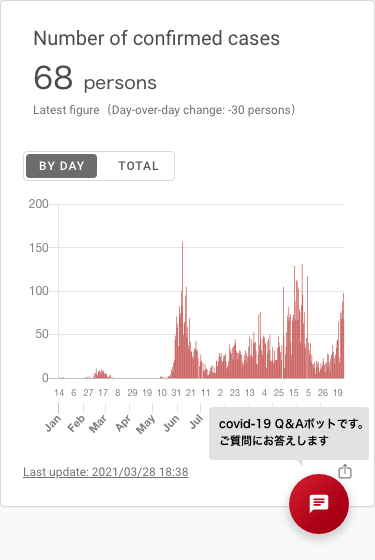 Number of confirmed cases
68 persons
Latest figure（Day-over-day change: -30 persons）
BY DAY TOTAL
200
150
100
50
0
14 6 27 17 8 29 19 10 31 21 11 2 23 13 4 25 15 5 26 19
Jan Feb Mar Apr May Jun Jul
covid-19 Q&Aボットです。
ご質問にお答えします
Last update: 2021/03/28 18:38